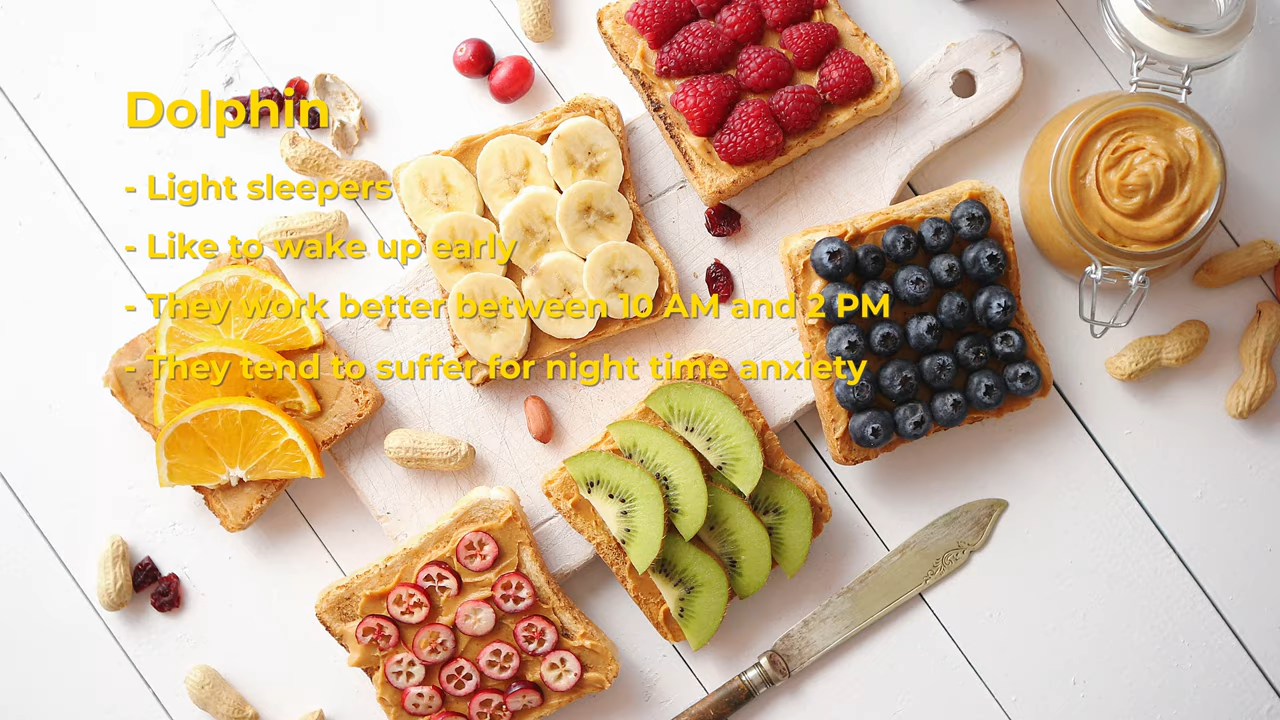 Dolphin
- Light sleepers
- Like to wake up early
- They work better between 10 AM and 2 PM
- They tend to suffer for night time anxiety